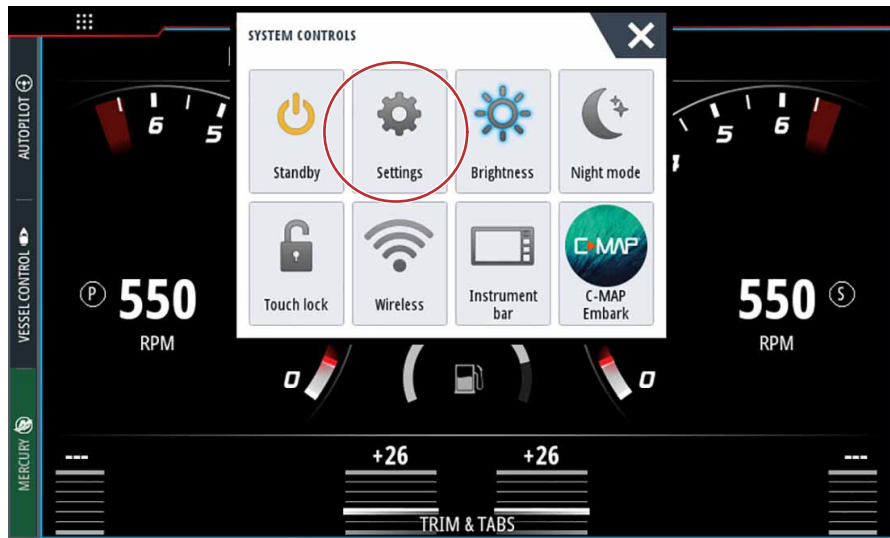 SYSTEM CONTROLS
Standby
Settings
Brightness
Night mode
Touch lock
Wireless
Instrument
bar
C-MAP
C-MAP
Embark
AUTOPILOT
VESSEL CONTROL
MERCURY
6
5
5
6
P
550
RPM
550
S
RPM
0
0
---
+26
+26
---
TRIM & TABS